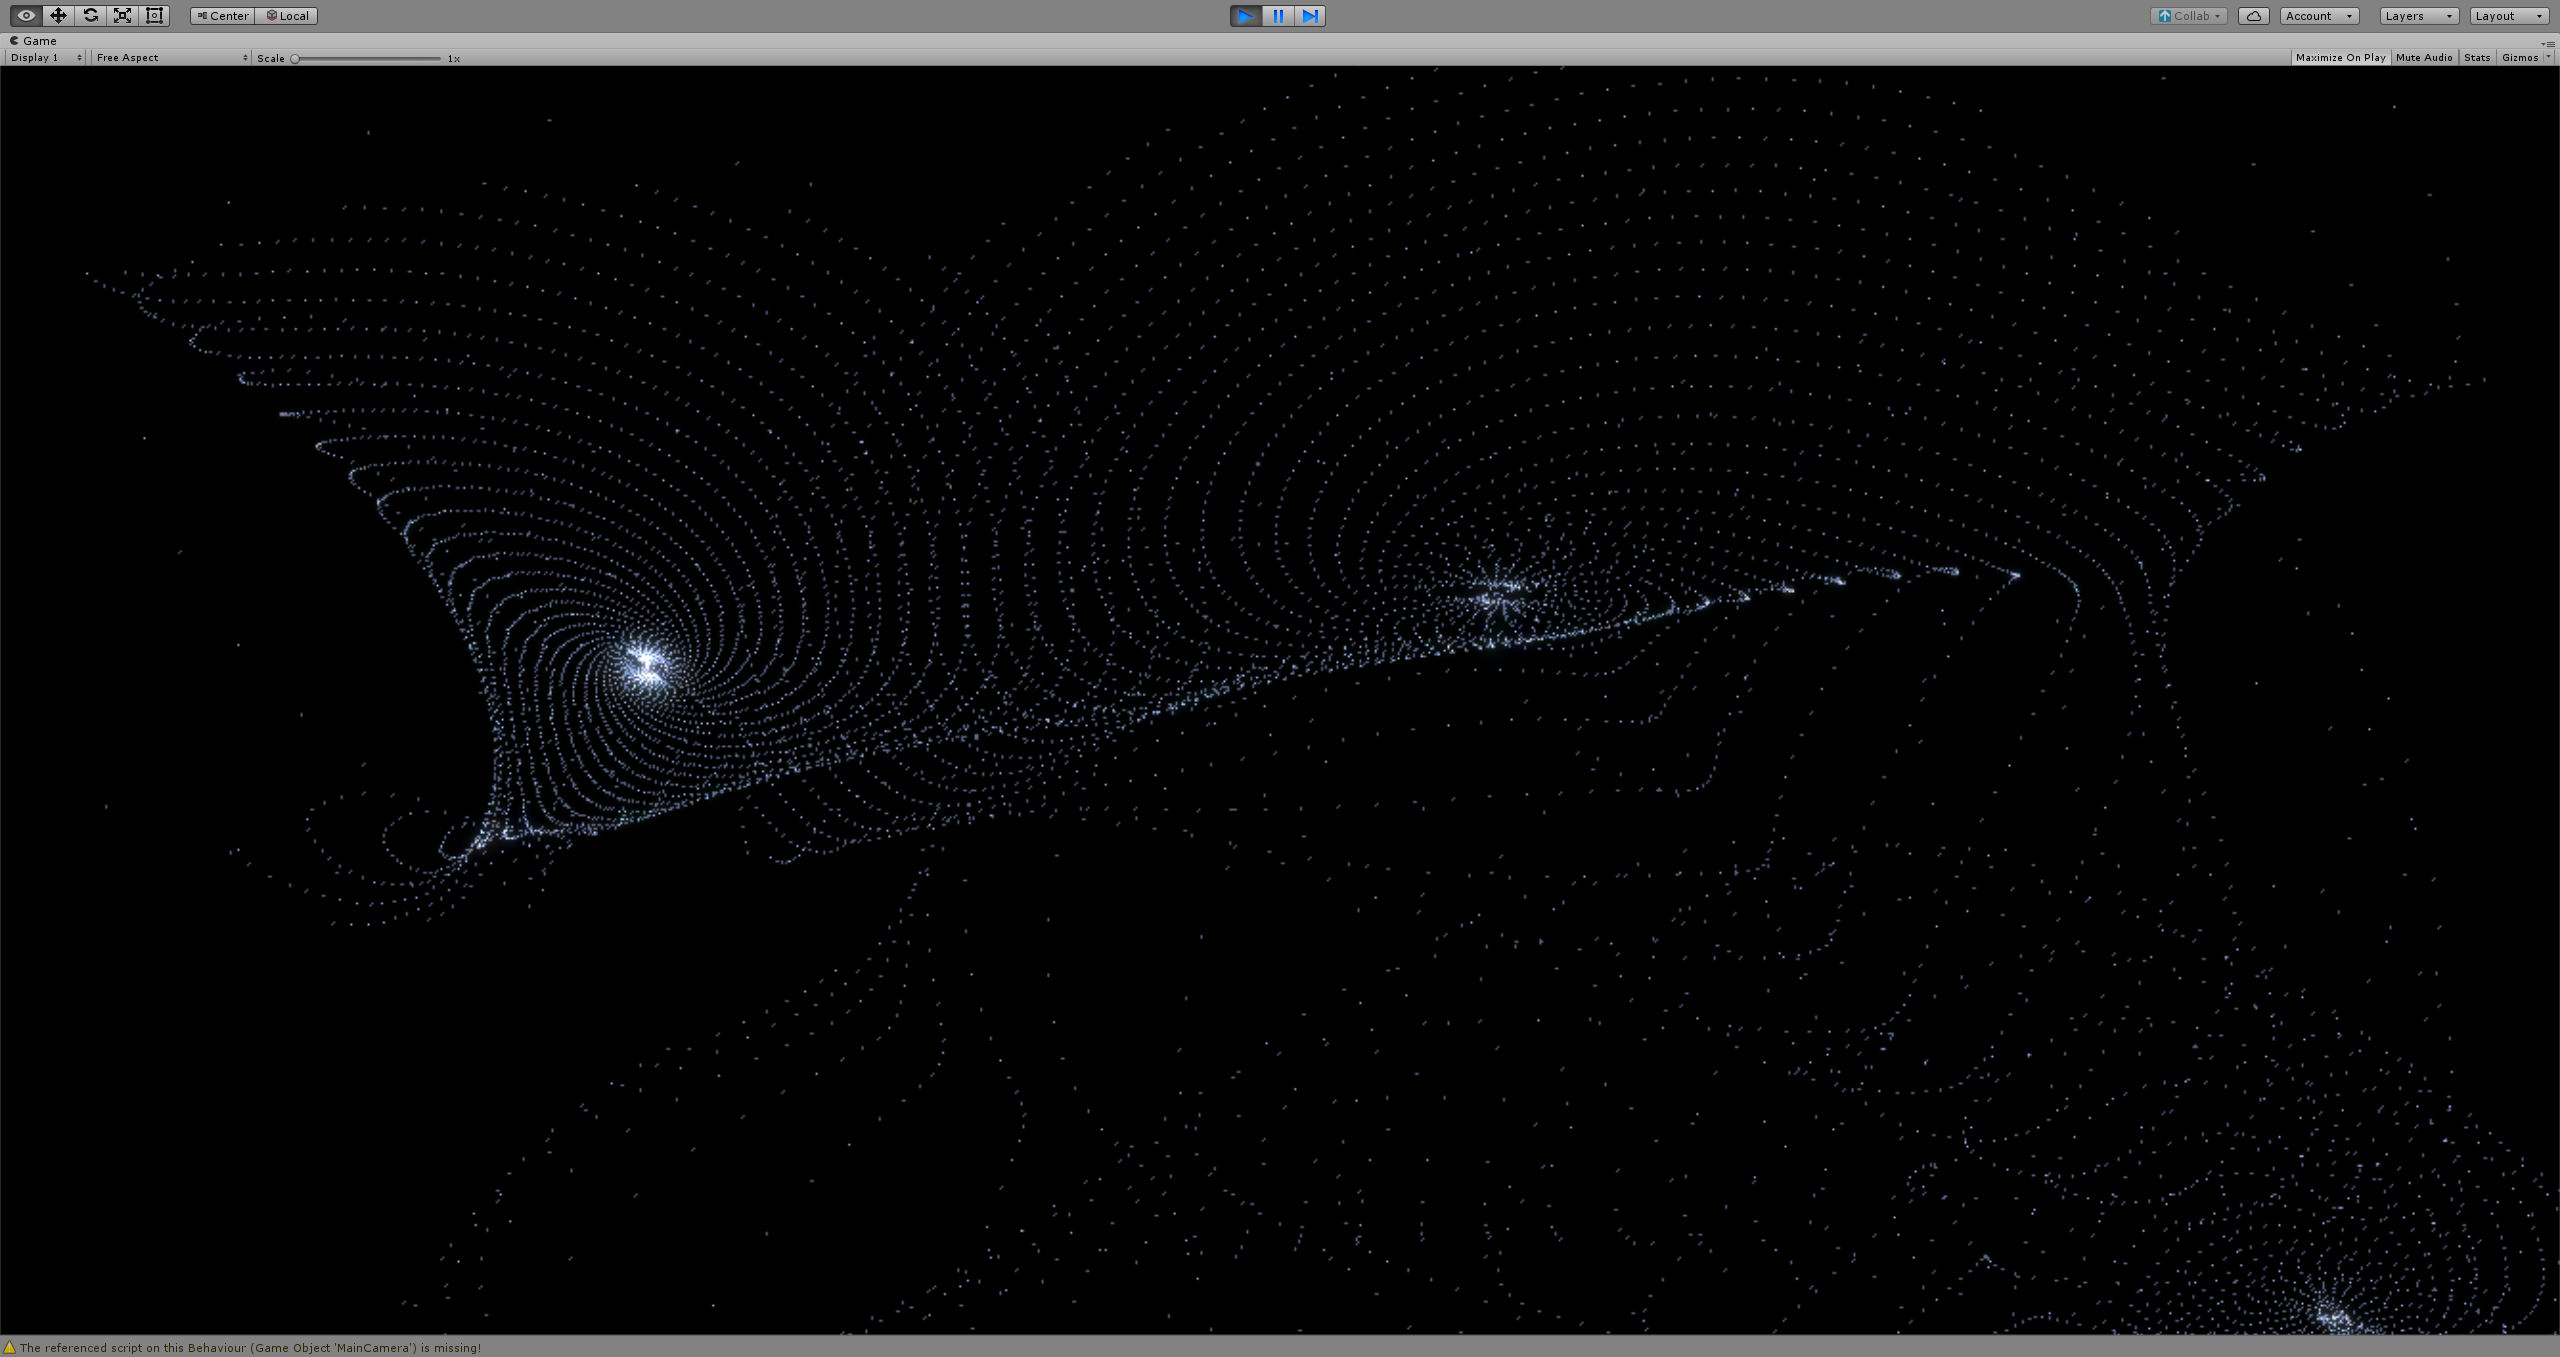 Center Local Collab Account Layers Layout
Game
Display 1 Free Aspect Scale 1x Maximize On Play Mute Audio Stats Gizmos
The referenced script on this Behaviour (Game Object 'MainCamera') is missing!